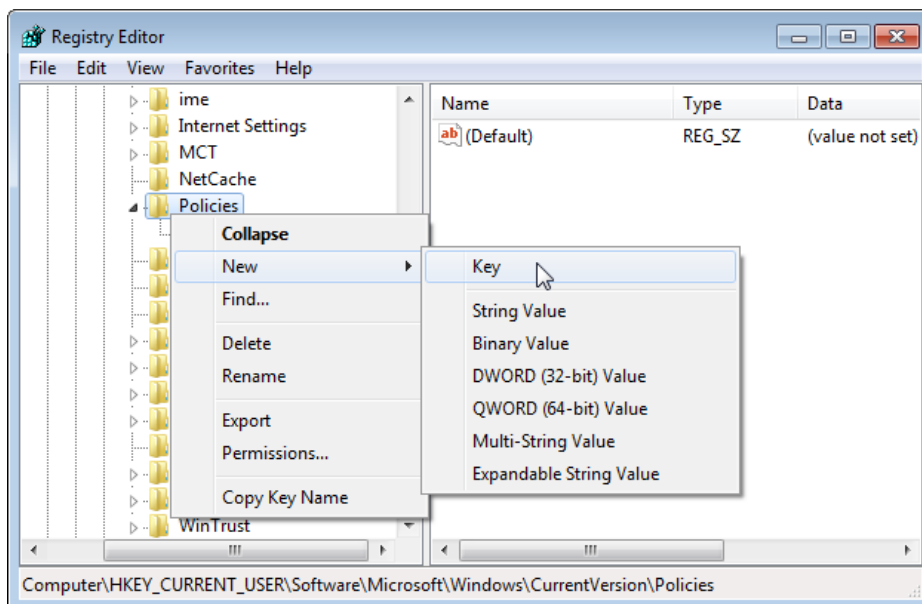 Registry Editor
File Edit View Favorites Help
ime
Internet Settings
MCT
NetCache
Policies
WinTrust
Name Type Data
ab (Default) REG_SZ (value not set)
Collapse
New
Find...
Delete
Rename
Export
Permissions...
Copy Key Name
Key
String Value
Binary Value
DWORD (32-bit) Value
QWORD (64-bit) Value
Multi-String Value
Expandable String Value
Computer\HKEY_CURRENT_USER\Software\Microsoft\Windows\CurrentVersion\Policies